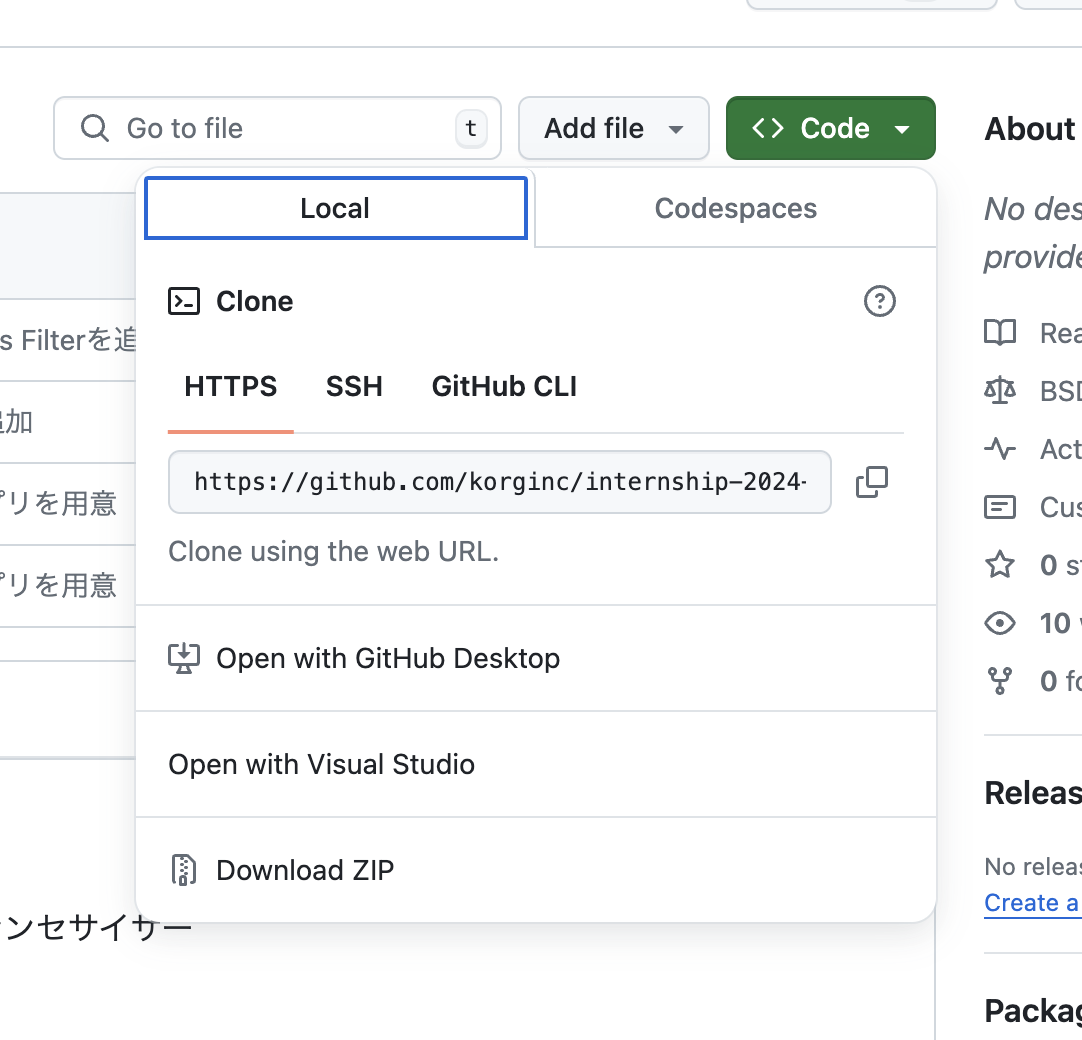 Go to file
t
Add file
Code
About
Local
Codespaces
No des
provide
Clone
s Filterを追
Rea
HTTPS
SSH
GitHub CLI
BSD
追加
Act
https://github.com/korginc/internship-2024-
プリを用意
Cus
Clone using the web URL.
0 s
プリを用意
10
Open with GitHub Desktop
0 fo
Open with Visual Studio
Releas
Download ZIP
No releas
Create a
ンセサイザー
Packag